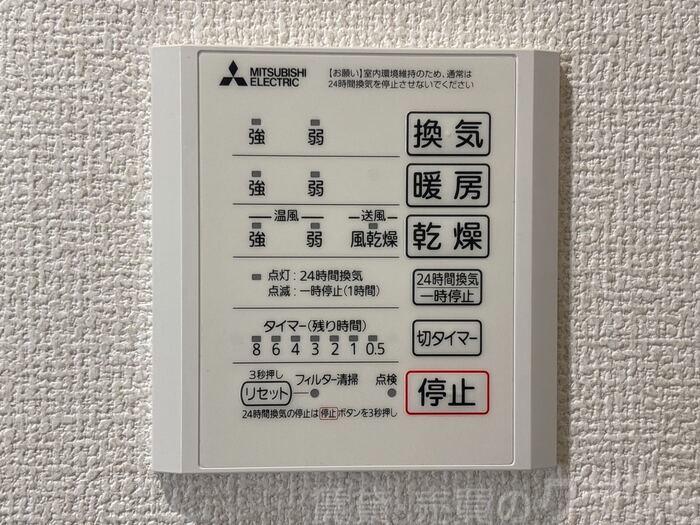 MITSUBISHI
ELECTRIC
【お願い】室内環境維持のため、通常は
24時間換気を停止させないでください
強 弱 換気
強 弱 暖房
温風 送風
強 弱 風乾燥 乾燥
点灯：24時間換気
点滅：一時停止(1時間)
24時間換気
一時停止
タイマー(残り時間)
8 6 4 3 2 1 0.5
切タイマー
3秒押し
リセット フィルター清掃 点検
停止
24時間換気の停止は停止ボタンを3秒押し